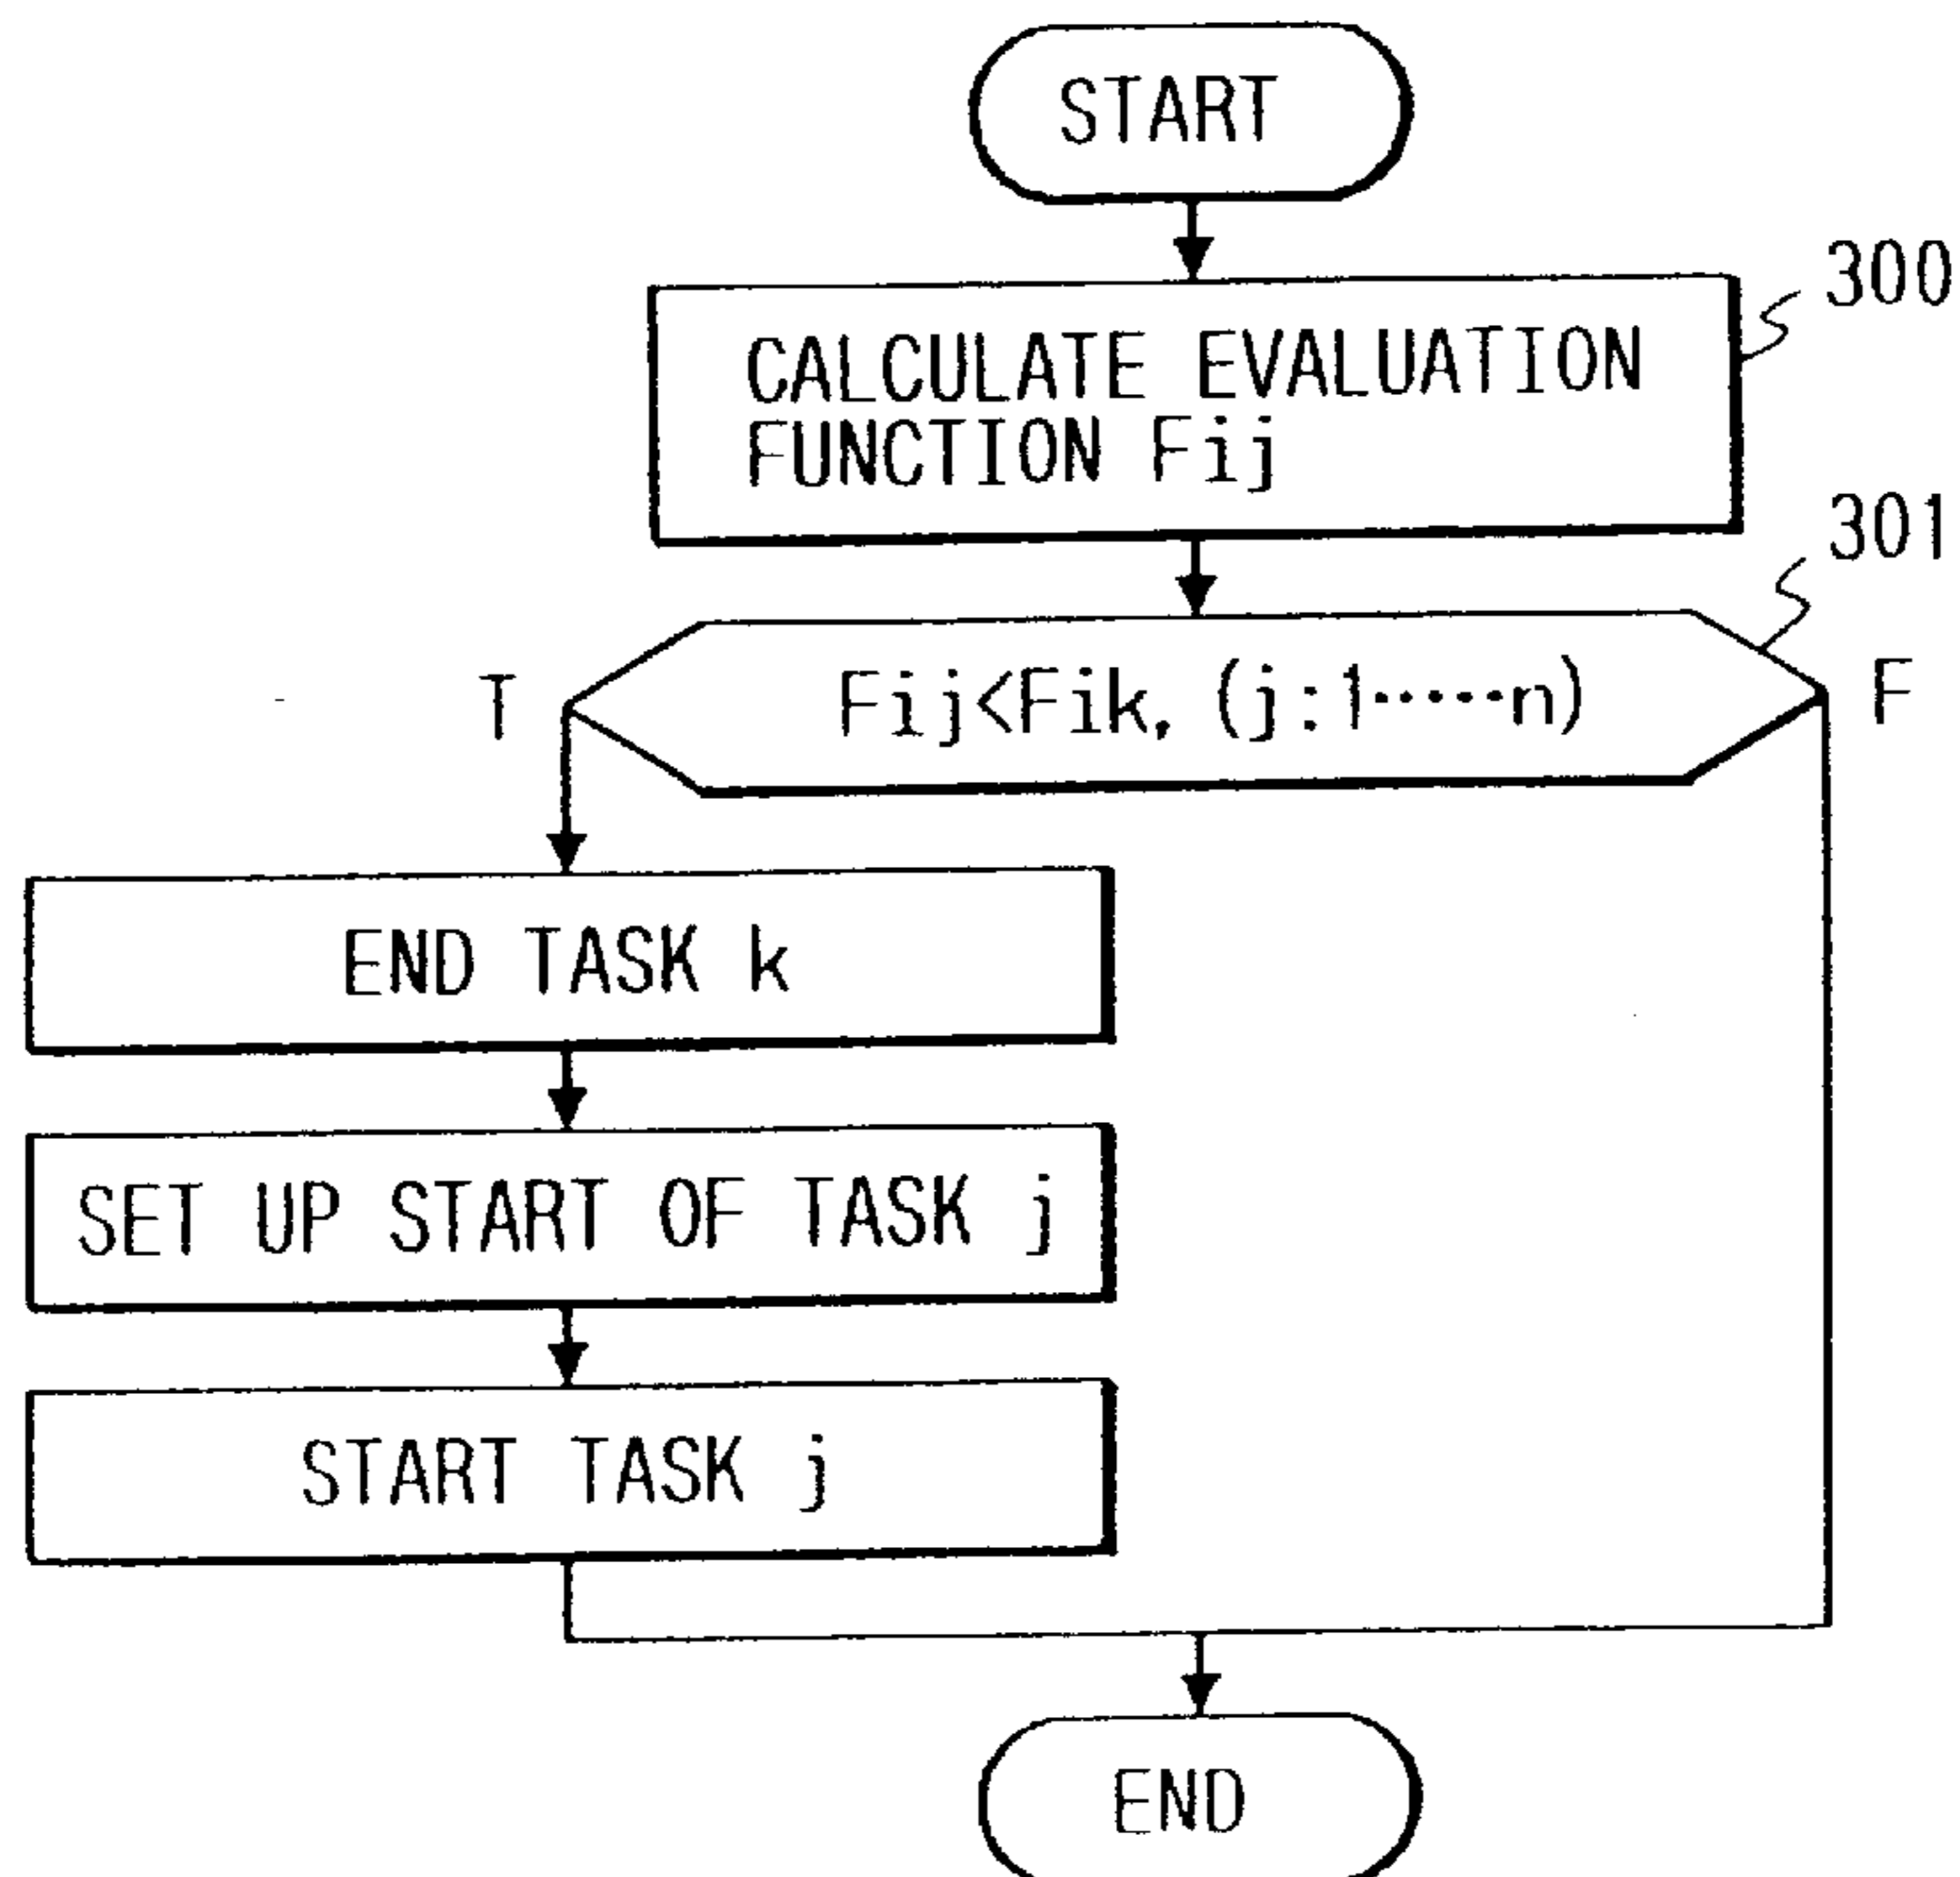 START
300
CALCULATE EVALUATION
FUNCTION Fij
301
T
Fij<Fik, (j:1·····n)
F
END TASK k
SET UP START OF TASK j
START TASK j
END